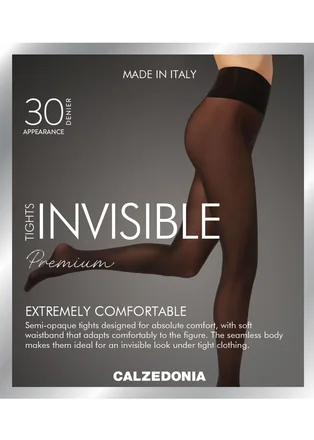 MADE IN ITALY
30 DENIER
APPEARANCE
TIGHTS INVISIBLE
Premium
EXTREMELY COMFORTABLE
Semi-opaque tights designed for absolute comfort, with soft
waistband that adapts comfortably to the figure. The seamless body
makes them ideal for an invisible look under tight clothing.
CALZEDONIA